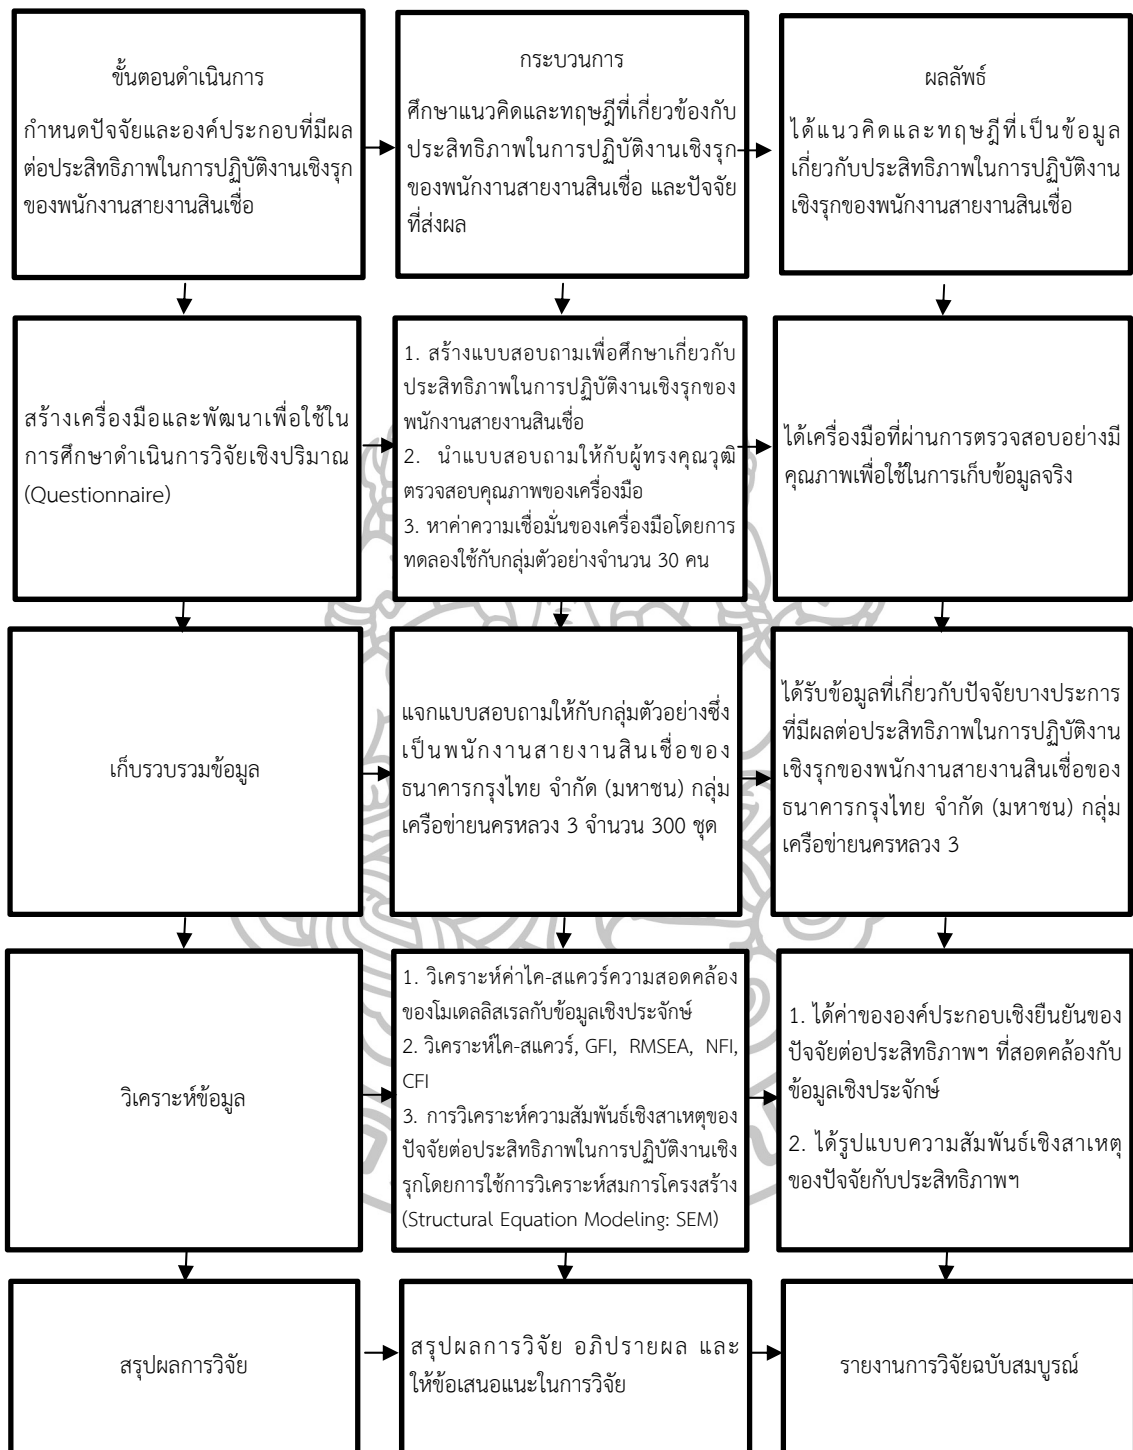 ขั้นตอนดำเนินการ
กำหนดปัจจัยและองค์ประกอบที่มีผล
ต่อประสิทธิภาพในการปฏิบัติงานเชิงรุก
ของพนักงานสายงานสินเชื่อ
กระบวนการ
ศึกษาแนวคิดและทฤษฎีที่เกี่ยวข้องกับ
ประสิทธิภาพในการปฏิบัติงานเชิงรุก
ของพนักงานสายงานสินเชื่อ และปัจจัย
ที่ส่งผล
ผลลัพธ์
ได้แนวคิดและทฤษฎีที่เป็นข้อมูล
เกี่ยวกับประสิทธิภาพในการปฏิบัติงาน
เชิงรุกของพนักงานสายงานสินเชื่อ
สร้างเครื่องมือและพัฒนาเพื่อใช้ใน
การศึกษาดำเนินการวิจัยเชิงปริมาณ
(Questionnaire)
1. สร้างแบบสอบถามเพื่อศึกษาเกี่ยวกับ
ประสิทธิภาพในการปฏิบัติงานเชิงรุกของ
พนักงานสายงานสินเชื่อ
2. นำแบบสอบถามให้กับผู้ทรงคุณวุฒิ
ตรวจสอบคุณภาพของเครื่องมือ
3. หาค่าความเชื่อมั่นของเครื่องมือโดยการ
ทดลองใช้กับกลุ่มตัวอย่างจำนวน 30 คน
ได้เครื่องมือที่ผ่านการตรวจสอบอย่างมี
คุณภาพเพื่อใช้ในการเก็บข้อมูลจริง
เก็บรวบรวมข้อมูล
แจกแบบสอบถามให้กับกลุ่มตัวอย่างซึ่ง
เป็นพนักงานสายงานสินเชื่อของ
ธนาคารกรุงไทย จำกัด (มหาชน) กลุ่ม
เครือข่ายนครหลวง 3 จำนวน 300 ชุด
ได้รับข้อมูลที่เกี่ยวกับปัจจัยบางประการ
ที่มีผลต่อประสิทธิภาพในการปฏิบัติงาน
เชิงรุกของพนักงานสายงานสินเชื่อของ
ธนาคารกรุงไทย จำกัด (มหาชน) กลุ่ม
เครือข่ายนครหลวง 3
วิเคราะห์ข้อมูล
1. วิเคราะห์ค่าไค-สแควร์ความสอดคล้อง
ของโมเดลลิสเรลกับข้อมูลเชิงประจักษ์
2. วิเคราะห์ไค-สแควร์, GFI, RMSEA, NFI,
CFI
3. การวิเคราะห์ความสัมพันธ์เชิงสาเหตุของ
ปัจจัยต่อประสิทธิภาพในการปฏิบัติงานเชิง
รุกโดยการใช้การวิเคราะห์สมการโครงสร้าง
(Structural Equation Modeling: SEM)
1. ได้ค่าขององค์ประกอบเชิงยืนยันของ
ปัจจัยต่อประสิทธิภาพฯ ที่สอดคล้องกับ
ข้อมูลเชิงประจักษ์
2. ได้รูปแบบความสัมพันธ์เชิงสาเหตุ
ของปัจจัยกับประสิทธิภาพฯ
สรุปผลการวิจัย
สรุปผลการวิจัย อภิปรายผล และ
ให้ข้อเสนอแนะในการวิจัย
รายงานการวิจัยฉบับสมบูรณ์